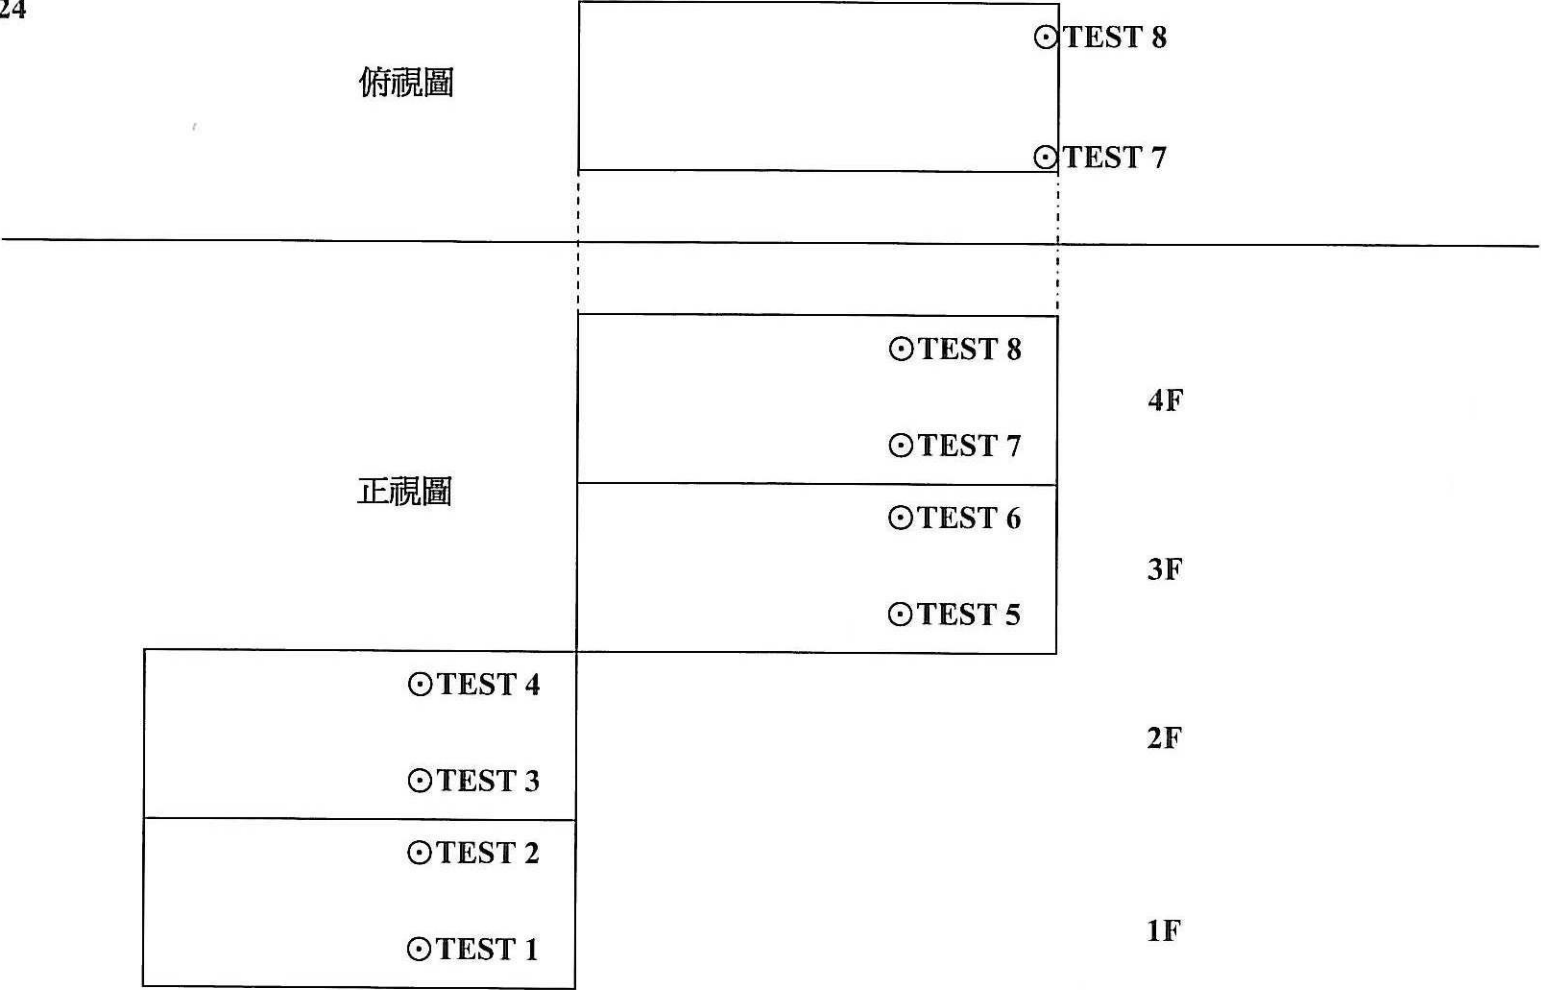 24
⊙TEST 8
俯視圖
⊙TEST 7
⊙TEST 8
4F
⊙TEST 7
正視圖
⊙TEST 6
3F
⊙TEST 5
⊙TEST 4
2F
⊙TEST 3
⊙TEST 2
1F
⊙TEST 1